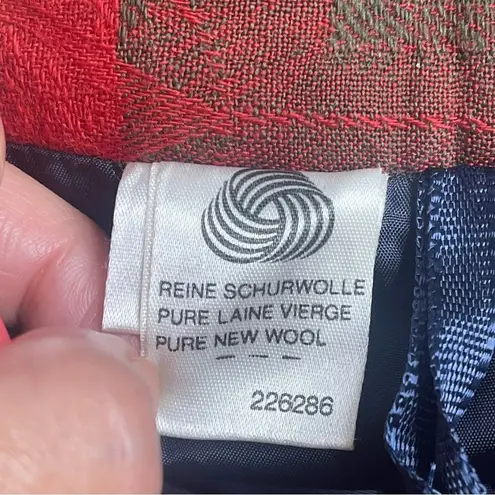 REINE SCHURWOLLE
PURE LAINE VIERGE
PURE NEW WOOL
226286